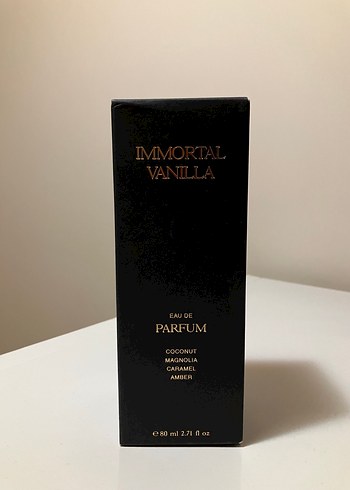 IMMORTAL
VANILLA
EAU DE
PARFUM
COCONUT
MAGNOLIA
CARAMEL
AMBER
℮ 80 ml 2.71 fl oz